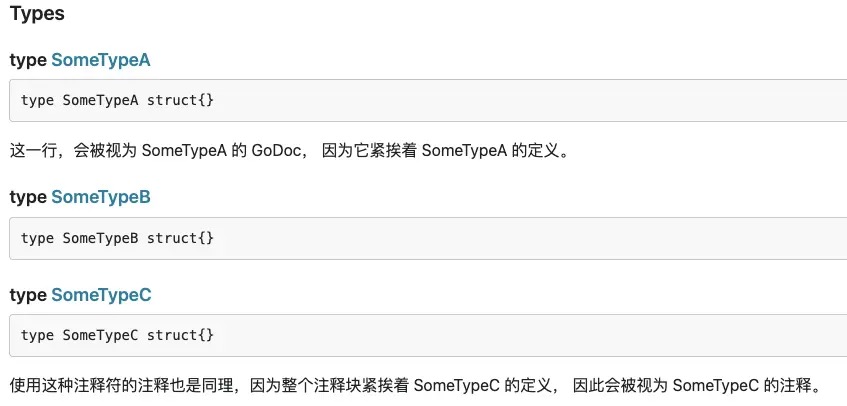 Types
type SomeTypeA
type SomeTypeA struct{}
这一行，会被视为 SomeTypeA 的 GoDoc， 因为它紧挨着 SomeTypeA 的定义。
type SomeTypeB
type SomeTypeB struct{}
type SomeTypeC
type SomeTypeC struct{}
使用这种注释符的注释也是同理，因为整个注释块紧挨着 SomeTypeC 的定义， 因此会被视为 SomeTypeC 的注释。